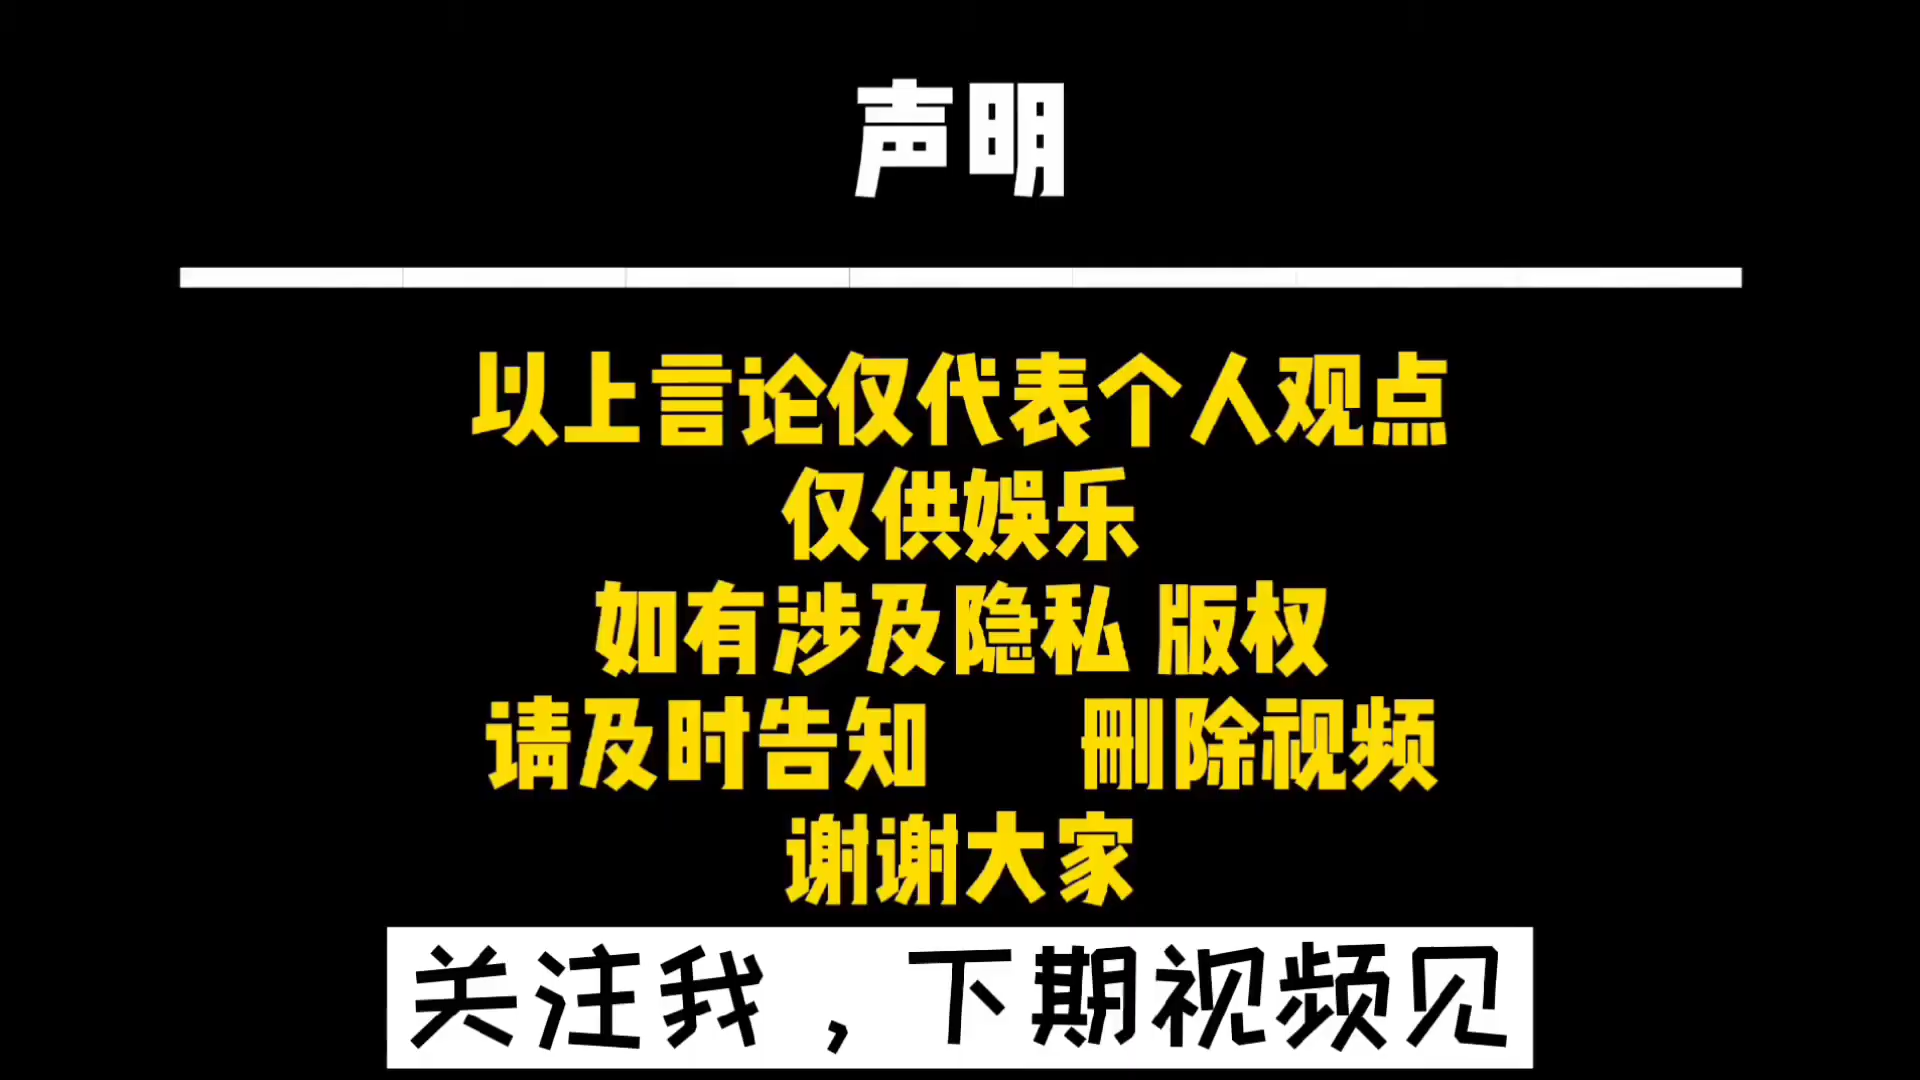 声明
以上言论仅代表个人观点
仅供娱乐
如有涉及隐私 版权
请及时告知 删除视频
谢谢大家
关注我，下期视频见